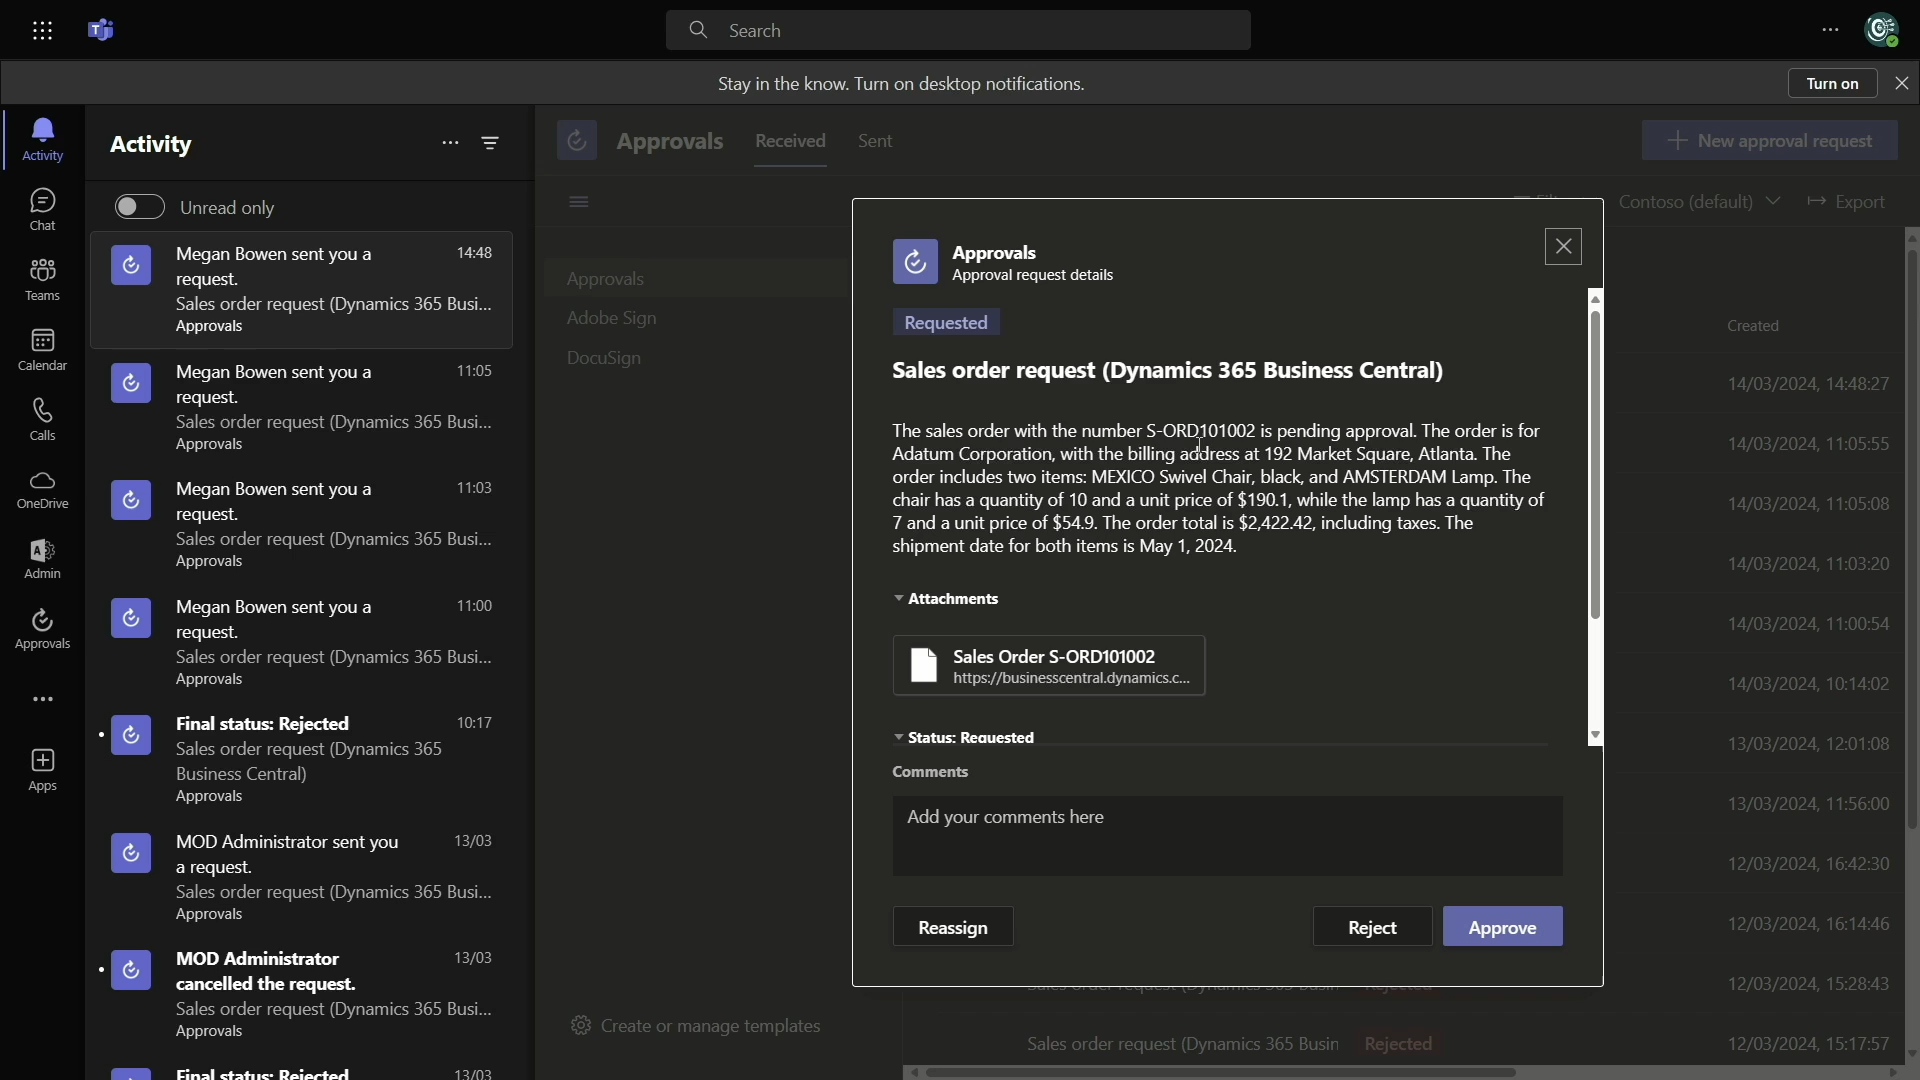 Search
Stay in the know. Turn on desktop notifications.
Turn on
Activity
Chat
Teams
Calendar
Calls
OneDrive
Admin
Approvals
Apps
Activity
Unread only
Megan Bowen sent you a 14:48
request.
Sales order request (Dynamics 365 Busi...
Approvals
Megan Bowen sent you a 11:05
request.
Sales order request (Dynamics 365 Busi...
Approvals
Megan Bowen sent you a 11:03
request.
Sales order request (Dynamics 365 Busi...
Approvals
Megan Bowen sent you a 11:00
request.
Sales order request (Dynamics 365 Busi...
Approvals
Final status: Rejected 10:17
Sales order request (Dynamics 365
Business Central)
Approvals
MOD Administrator sent you 13/03
a request.
Sales order request (Dynamics 365 Busi...
Approvals
MOD Administrator 13/03
cancelled the request.
Sales order request (Dynamics 365 Busi...
Approvals
Final status: Rejected 13/03
Approvals Received Sent
New approval request
Contoso (default) Export
Approvals
Adobe Sign
DocuSign
Create or manage templates
Approvals
Approval request details
Requested
Sales order request (Dynamics 365 Business Central)
The sales order with the number S-ORD101002 is pending approval. The order is for
Adatum Corporation, with the billing address at 192 Market Square, Atlanta. The
order includes two items: MEXICO Swivel Chair, black, and AMSTERDAM Lamp. The
chair has a quantity of 10 and a unit price of $190.1, while the lamp has a quantity of
7 and a unit price of $54.9. The order total is $2,422.42, including taxes. The
shipment date for both items is May 1, 2024.
Attachments
Sales Order S-ORD101002
https://businesscentral.dynamics.c...
Status: Requested
Comments
Add your comments here
Reassign Reject Approve
Created
14/03/2024, 14:48:27
14/03/2024, 11:05:55
14/03/2024, 11:05:08
14/03/2024, 11:03:20
14/03/2024, 11:00:54
14/03/2024, 10:14:02
13/03/2024, 12:01:08
13/03/2024, 11:56:00
12/03/2024, 16:42:30
12/03/2024, 16:14:46
Sales order request (Dynamics 365 Busin Rejected 12/03/2024, 15:28:43
Sales order request (Dynamics 365 Busin Rejected 12/03/2024, 15:17:57